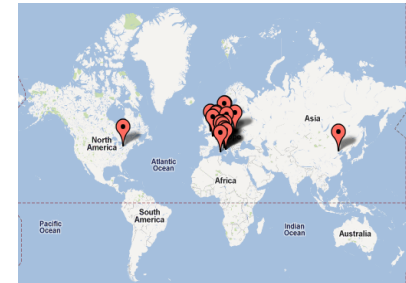 Asia
North
America
Atlantic
Ocean
Africa
South
America
Pacific
Ocean
Indian
Ocean
Australia